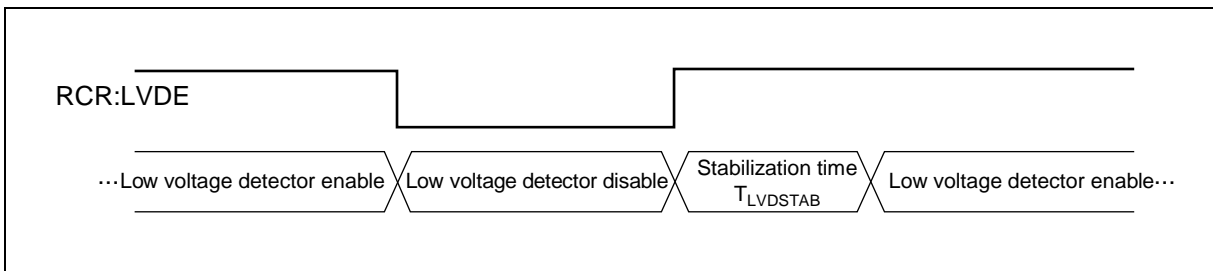 RCR:LVDE
…Low voltage detector enable
Low voltage detector disable
Stabilization time
TLVDSTAB
Low voltage detector enable…